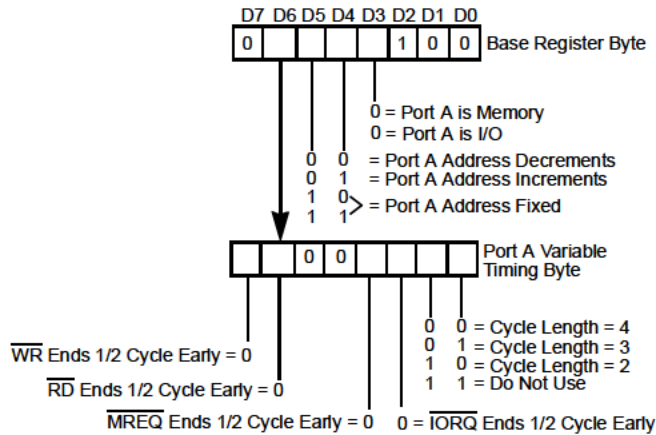 D7 D6 D5 D4 D3 D2 D1 D0
0 1 0 0 Base Register Byte
0 = Port A is Memory
0 = Port A is I/O
0 0 = Port A Address Decrements
0 1 = Port A Address Increments
1 0
1 1 > = Port A Address Fixed
0 0 Port A Variable
Timing Byte
0 0 = Cycle Length = 4
0 1 = Cycle Length = 3
1 0 = Cycle Length = 2
1 1 = Do Not Use
W̅R̅ Ends 1/2 Cycle Early = 0
R̅D̅ Ends 1/2 Cycle Early = 0
M̅R̅E̅Q̅ Ends 1/2 Cycle Early = 0 0 = I̅O̅R̅Q̅ Ends 1/2 Cycle Early